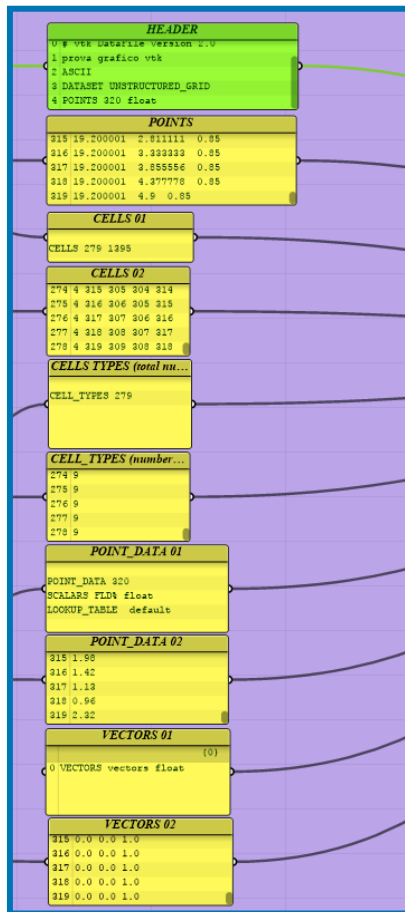 HEADER
0 # vtk DataFile Version 2.0
1 prova grafico vtk
2 ASCII
3 DATASET UNSTRUCTURED_GRID
4 POINTS 320 float
POINTS
315 19.200001 2.811111 0.85
316 19.200001 3.333333 0.85
317 19.200001 3.855556 0.85
318 19.200001 4.377778 0.85
319 19.200001 4.9 0.85
CELLS 01
CELLS 279 1395
CELLS 02
274 4 315 305 304 314
275 4 316 306 305 315
276 4 317 307 306 316
277 4 318 308 307 317
278 4 319 309 308 318
CELLS TYPES (total nu...
CELL_TYPES 279
CELL_TYPES (number...
274 9
275 9
276 9
277 9
278 9
POINT_DATA 01
POINT_DATA 320
SCALARS FLD% float
LOOKUP_TABLE default
POINT_DATA 02
315 1.98
316 1.42
317 1.13
318 0.96
319 2.32
VECTORS 01
{0}
0 VECTORS vectors float
VECTORS 02
315 0.0 0.0 1.0
316 0.0 0.0 1.0
317 0.0 0.0 1.0
318 0.0 0.0 1.0
319 0.0 0.0 1.0